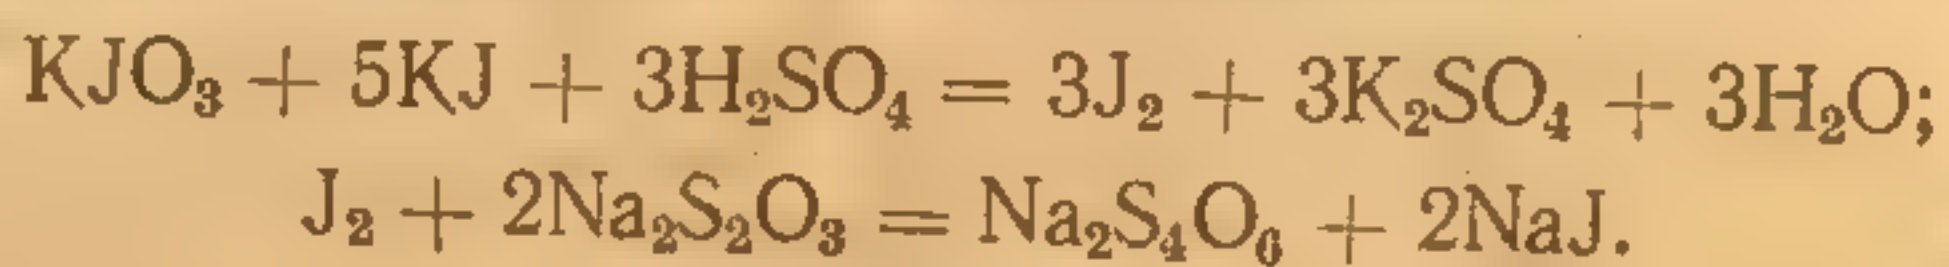 KJO₃ + 5KJ + 3H₂SO₄ = 3J₂ + 3K₂SO₄ + 3H₂O;
J₂ + 2Na₂S₂O₃ = Na₂S₄O₆ + 2NaJ.